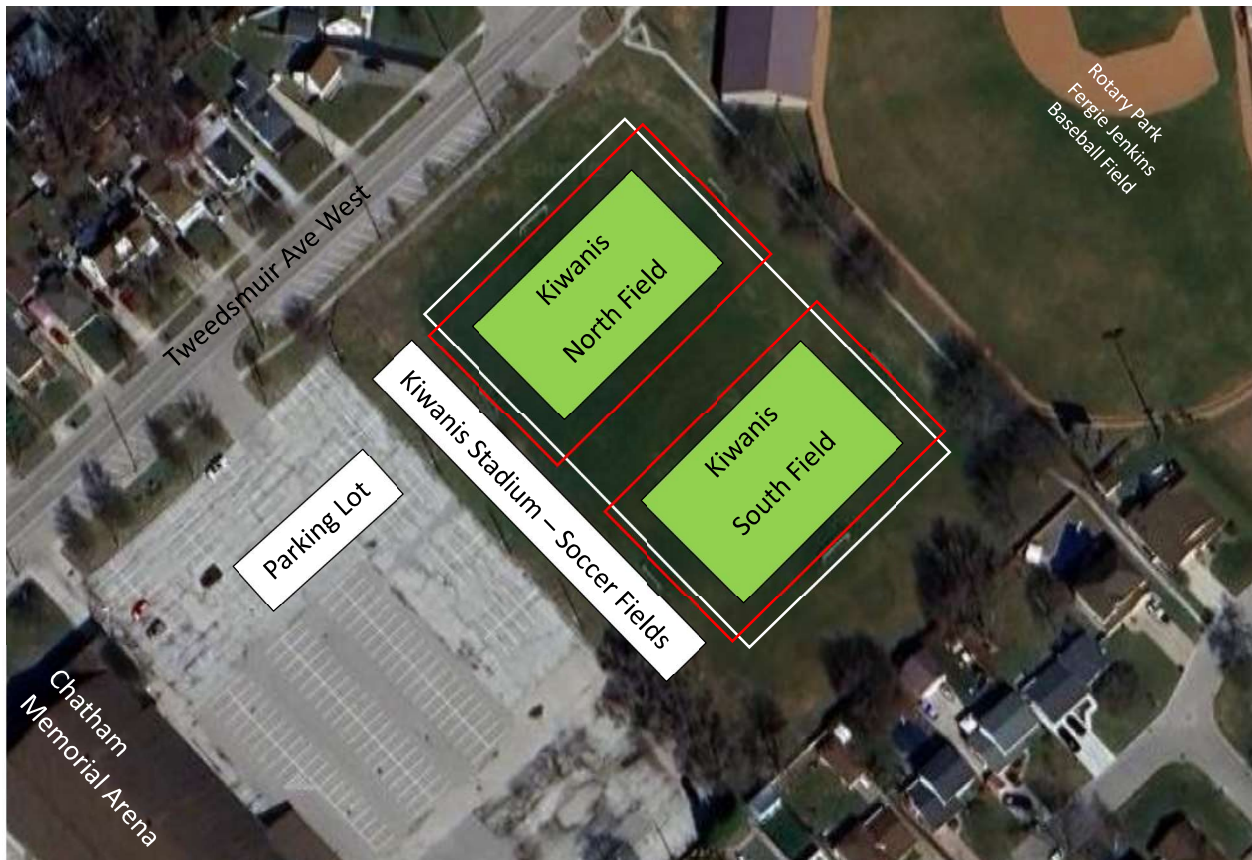 Rotary Park
Fergie Jenkins
Baseball Field
Tweedsmuir Ave West
Kiwanis
North Field
Kiwanis
South Field
Kiwanis Stadium – Soccer Fields
Parking Lot
Chatham
Memorial Arena